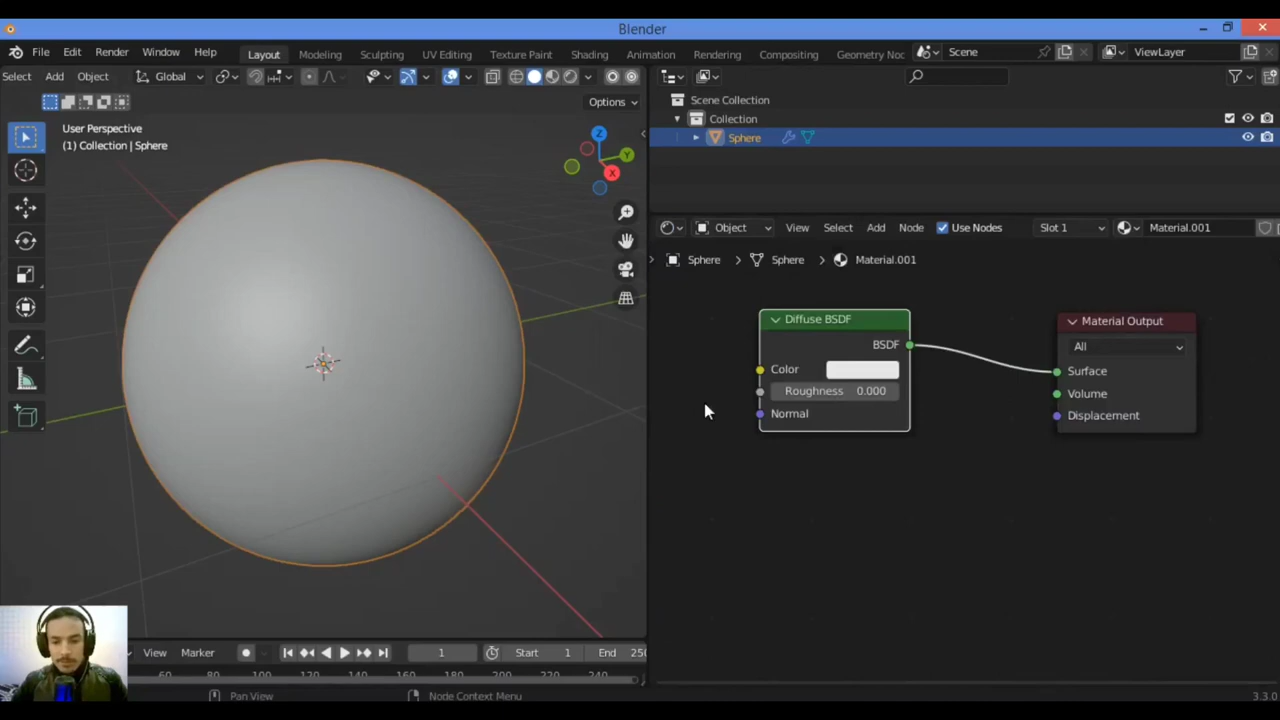 Blender
File Edit Render Window Help Layout Modeling Sculpting UV Editing Texture Paint Shading Animation Rendering Compositing Geometry Noc Scene ViewLayer
Select Add Object Global
Options
User Perspective
(1) Collection | Sphere
Z
Y
X
Scene Collection
Collection
Sphere
Object View Select Add Node Use Nodes Slot 1 Material.001
Sphere > Sphere > Material.001
Diffuse BSDF
BSDF
Color
Roughness 0.000
Normal
Material Output
All
Surface
Volume
Displacement
View Marker 1 Start 1 End 250
60 80 100 120 140 160 180 200 220 240
Pan View Node Context Menu 3.3.0